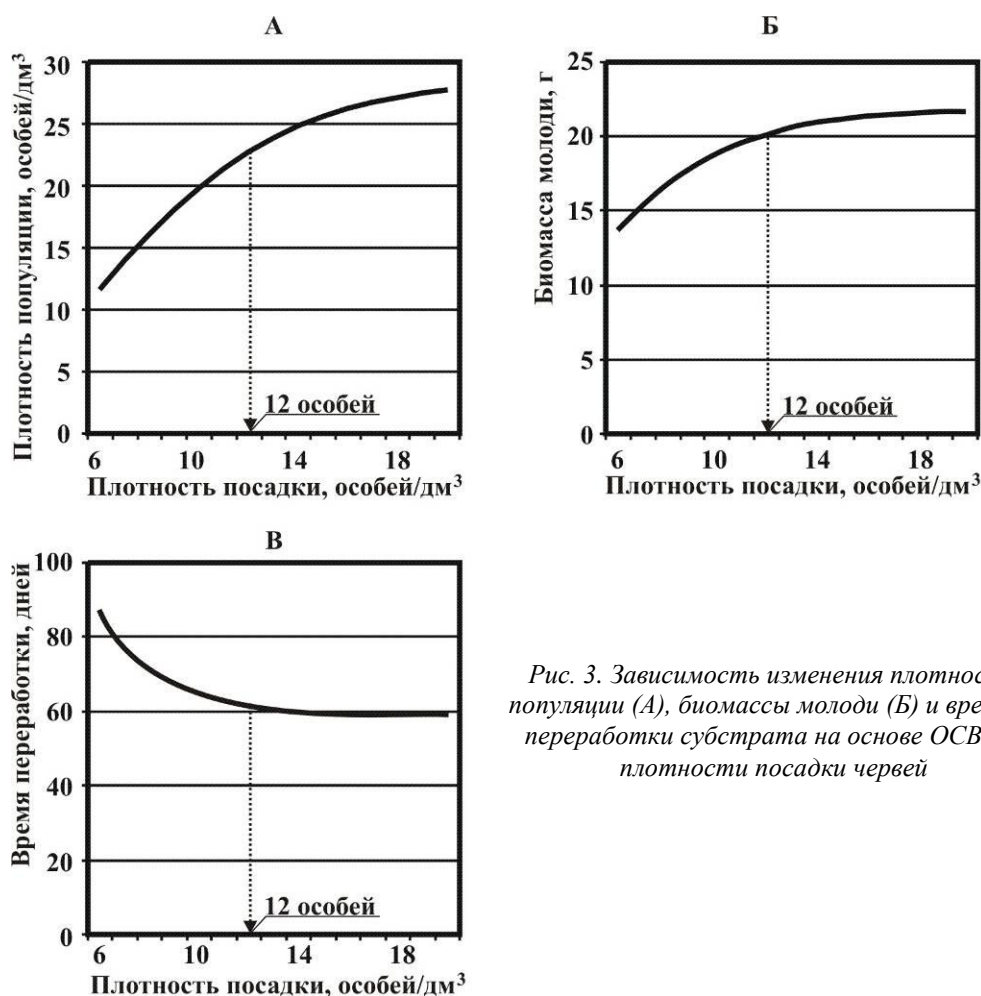 А
Плотность популяции, особей/дм³
30
25
20
15
10
5
0
12 особей
6 10 14 18
Плотность посадки, особей/дм³
Б
Биомасса молоди, г
25
20
15
10
5
0
12 особей
6 10 14 18
Плотность посадки, особей/дм³
В
Время переработки, дней
100
80
60
40
20
0
12 особей
6 10 14 18
Плотность посадки, особей/дм³
Рис. 3. Зависимость изменения плотнос
популяции (А), биомассы молоди (Б) и вре
переработки субстрата на основе ОСВ
плотности посадки червей